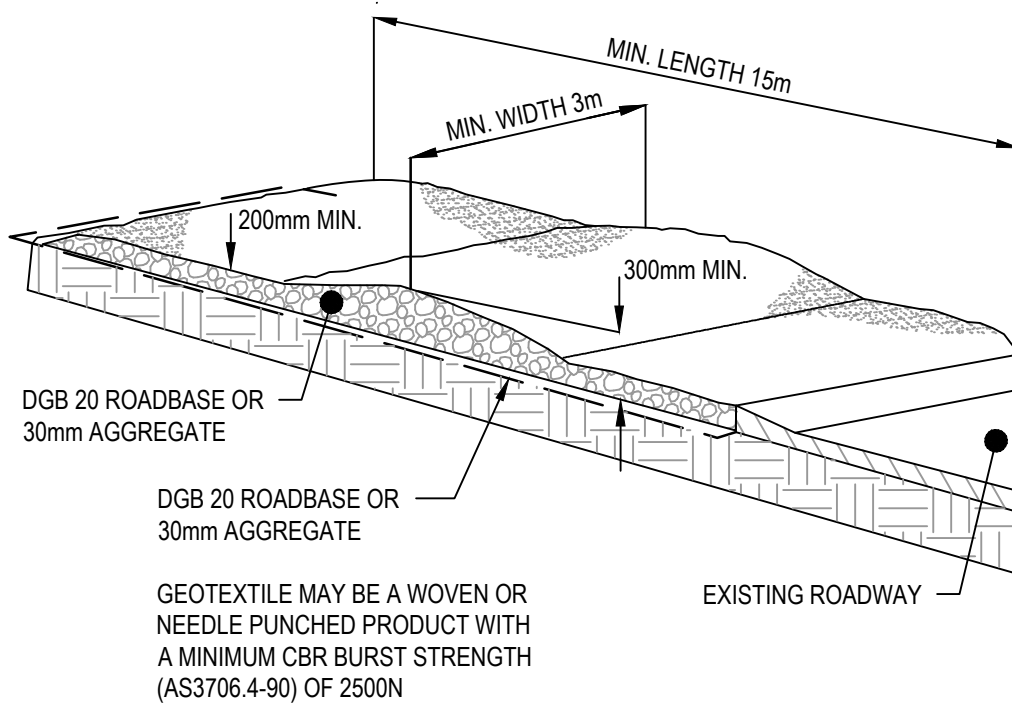 MIN. LENGTH 15m
MIN. WIDTH 3m
200mm MIN.
300mm MIN.
DGB 20 ROADBASE OR
30mm AGGREGATE
DGB 20 ROADBASE OR
30mm AGGREGATE
GEOTEXTILE MAY BE A WOVEN OR
NEEDLE PUNCHED PRODUCT WITH
A MINIMUM CBR BURST STRENGTH
(AS3706.4-90) OF 2500N
EXISTING ROADWAY